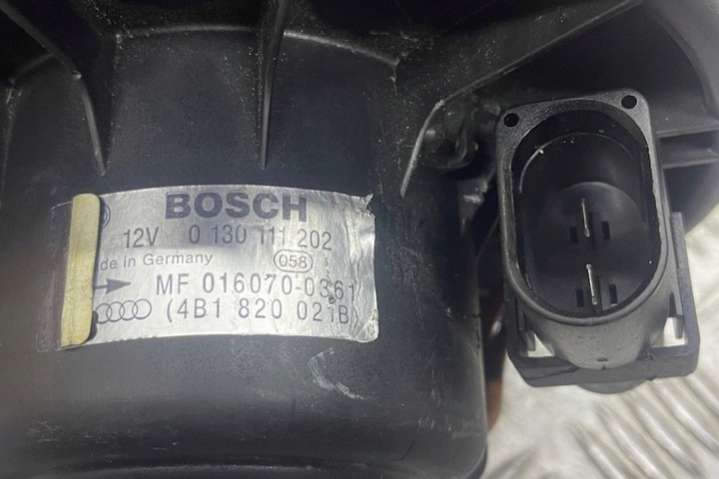 BOSCH
12V 0 130 111 202
de in Germany 058
MF 016070-0361
(4B1 820 021B)